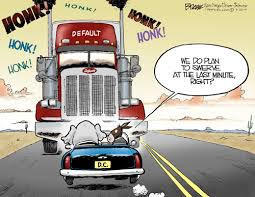 HONK!
HONK!
HONK!
HONK!
HONK!
HONK!
DEFAULT
WE DO PLAN
TO SWERVE
AT THE LAST MINUTE,
RIGHT?
D.C.